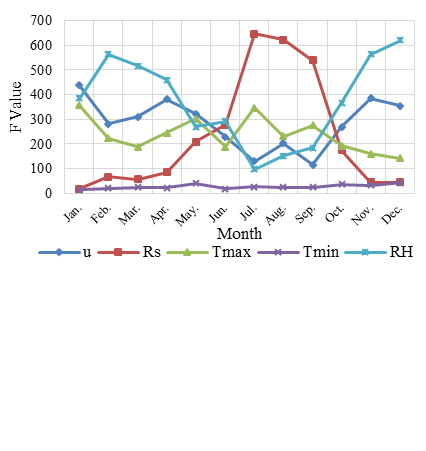 700
600
500
400
300
200
100
0
F Value
Jan. Feb. Mar. Apr. May. Jun. Jul. Aug. Sep. Oct. Nov. Dec.
Month
u Rs Tmax Tmin RH